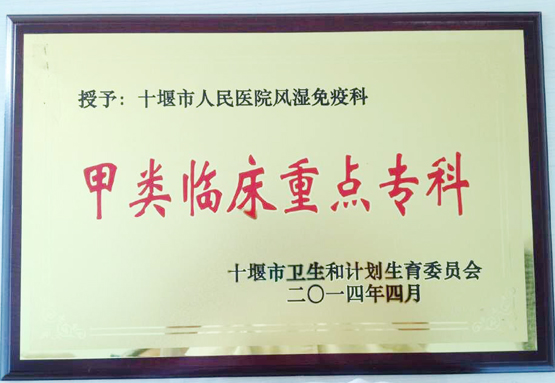 授予：十堰市人民医院风湿免疫科
甲类临床重点专科
十堰市卫生和计划生育委员会
二〇一四年四月